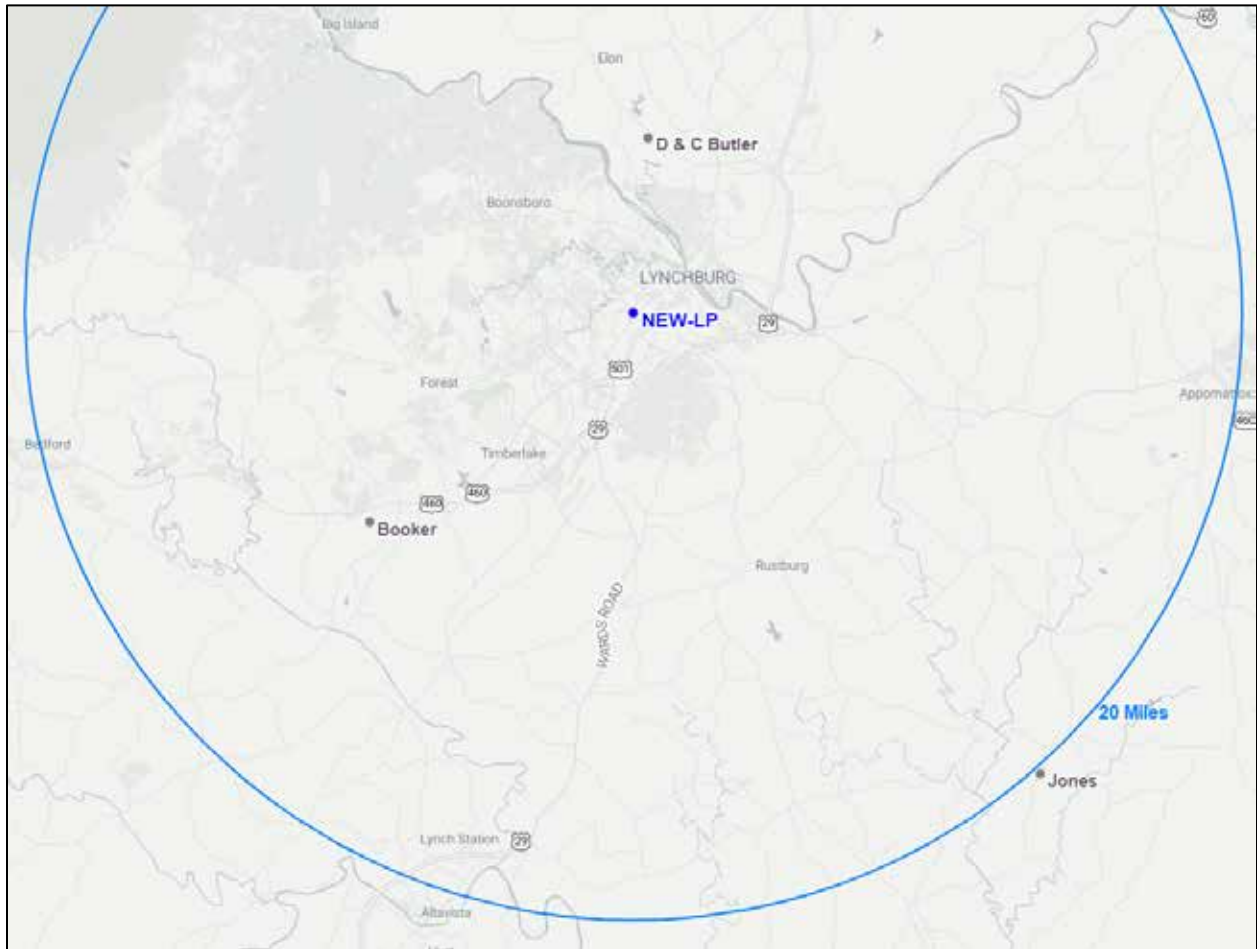 Big Island
60
Elon
D & C Butler
Boonsboro
LYNCHBURG
NEW-LP
29
501
Forest
Appomattox
460
29
Bedford
Timberlake
460
460
Booker
Rustburg
WARDS ROAD
20 Miles
Jones
Lynch Station
29
Altavista